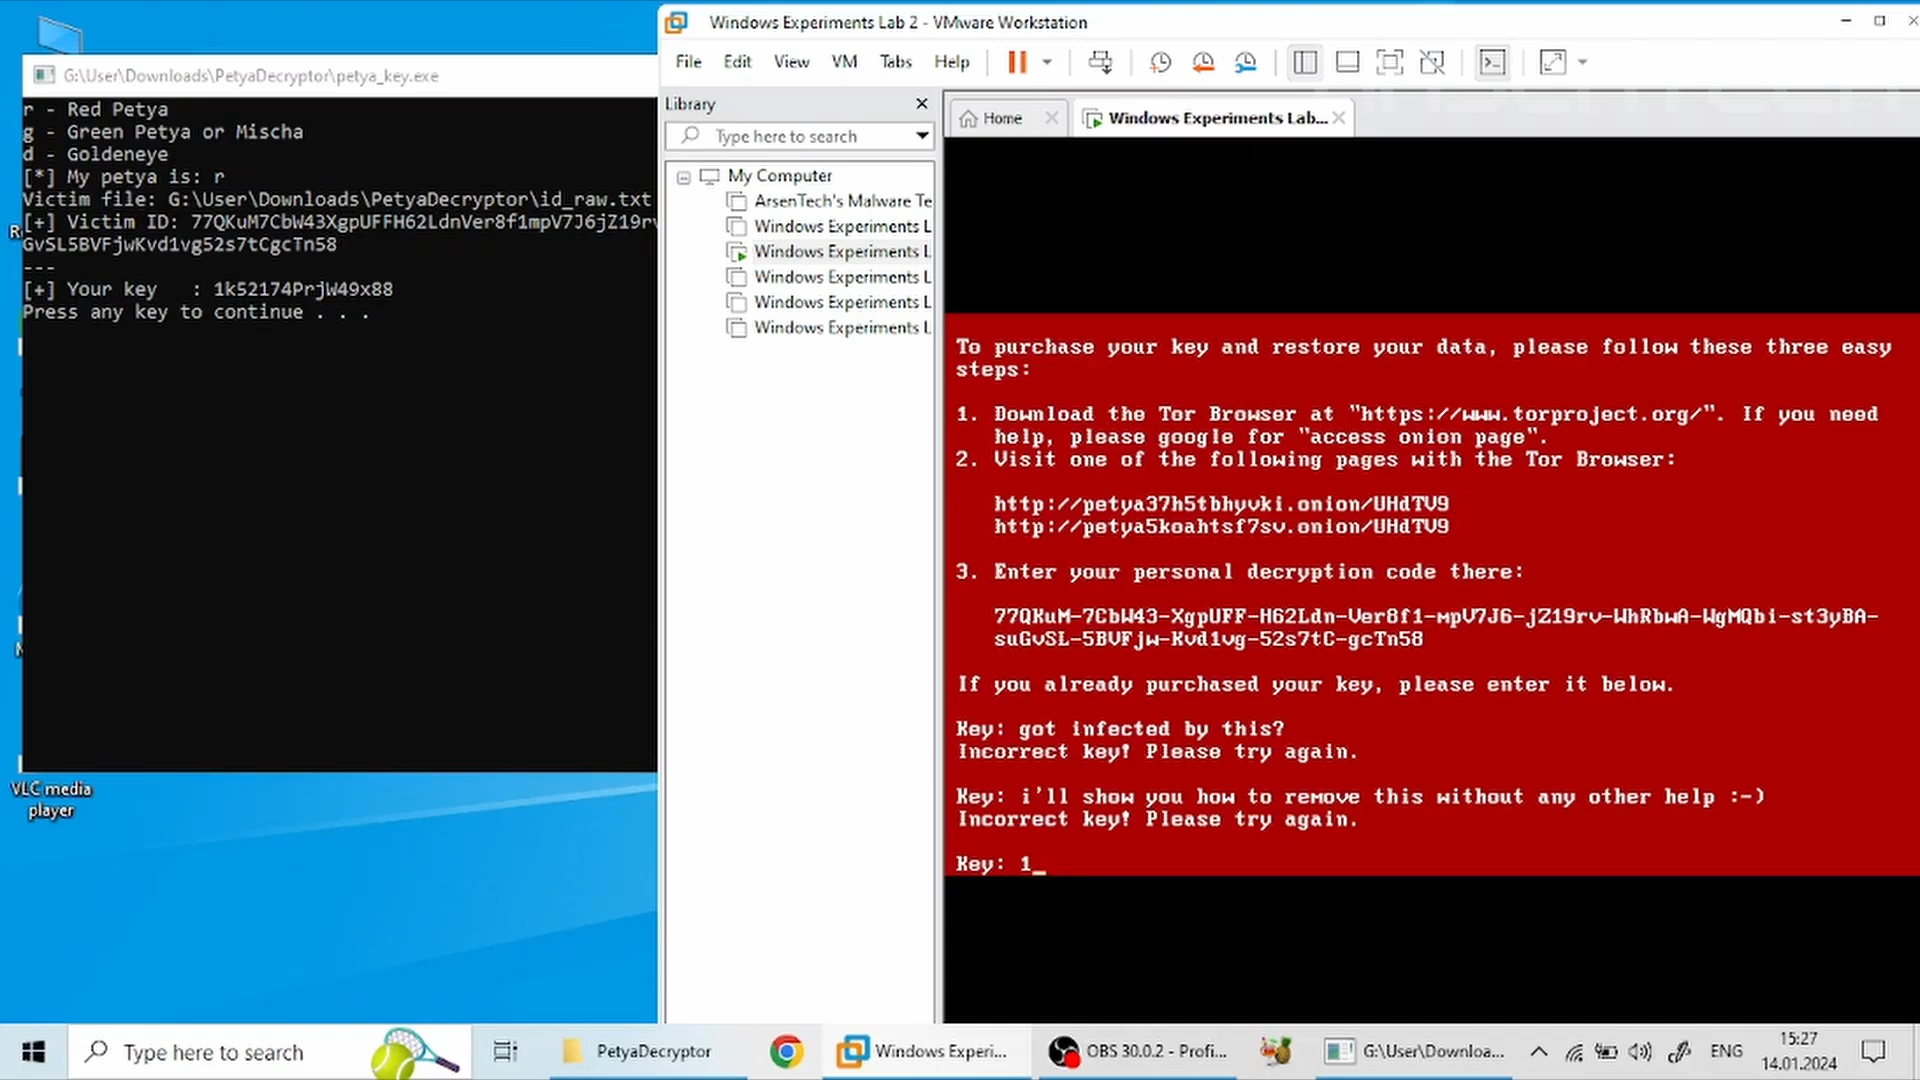 G:\User\Downloads\PetyaDecryptor\petya_key.exe
r - Red Petya
g - Green Petya or Mischa
d - Goldeneye
[*] My petya is: r
Victim file: G:\User\Downloads\PetyaDecryptor\id_raw.txt
[+] Victim ID: 77QKuM7CbW43XgpUFFH62LdnVer8f1mpV7J6jZ19rv
GvSL5BVFjwKvd1vg52s7tCgcTn58
---
[+] Your key   : 1k52174PrjW49x88
Press any key to continue . . .
VLC media
player
Windows Experiments Lab 2 - VMware Workstation
File Edit View VM Tabs Help
Library
Type here to search
My Computer
ArsenTech's Malware Te
Windows Experiments L
Windows Experiments L
Windows Experiments L
Windows Experiments L
Windows Experiments L
Home
Windows Experiments Lab...
To purchase your key and restore your data, please follow these three easy
steps:
1. Download the Tor Browser at "https://www.torproject.org/". If you need
help, please google for "access onion page".
2. Visit one of the following pages with the Tor Browser:
http://petya37h5tbhyvki.onion/UHdTV9
http://petya5koahtsf7sv.onion/UHdTV9
3. Enter your personal decryption code there:
77QKuM-7CbW43-XgpUFF-H62Ldn-Ver8f1-mpV7J6-jZ19rv-WhRbwA-WgMQbi-st3yBA-
suGvSL-5BVFjw-Kvd1vg-52s7tC-gcTn58
If you already purchased your key, please enter it below.
Key: got infected by this?
Incorrect key! Please try again.
Key: i'll show you how to remove this without any other help :-)
Incorrect key! Please try again.
Key: 1_
Type here to search
PetyaDecryptor
Windows Experi...
OBS 30.0.2 - Profi...
G:\User\Downloa...
ENG
15:27
14.01.2024